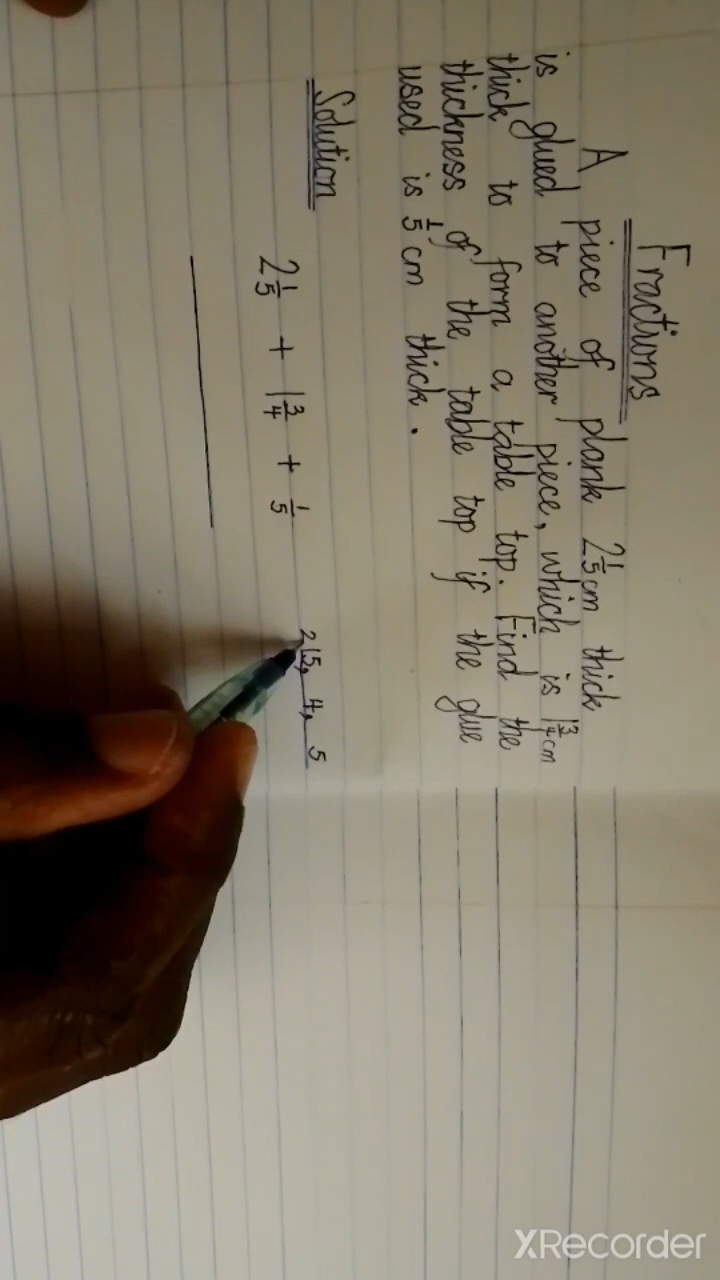 Fractions
A piece of plank 2 1/5 cm thick
is glued to another piece, which is 1 3/4 cm
thick to form a table top. Find the
thickness of the table top if the glue
used is 1/5 cm thick.
Solution
2 1/5 + 1 3/4 + 1/5
2 | 5, 4, 5
XRecorder